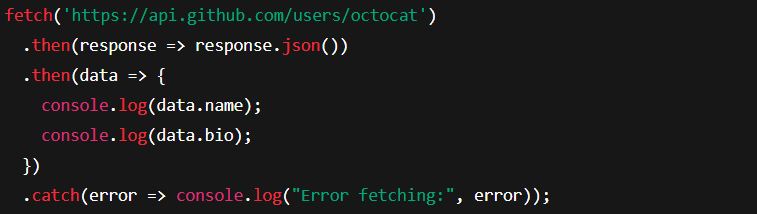 fetch('https://api.github.com/users/octocat')
  .then(response => response.json())
  .then(data => {
    console.log(data.name);
    console.log(data.bio);
  })
  .catch(error => console.log("Error fetching:", error));